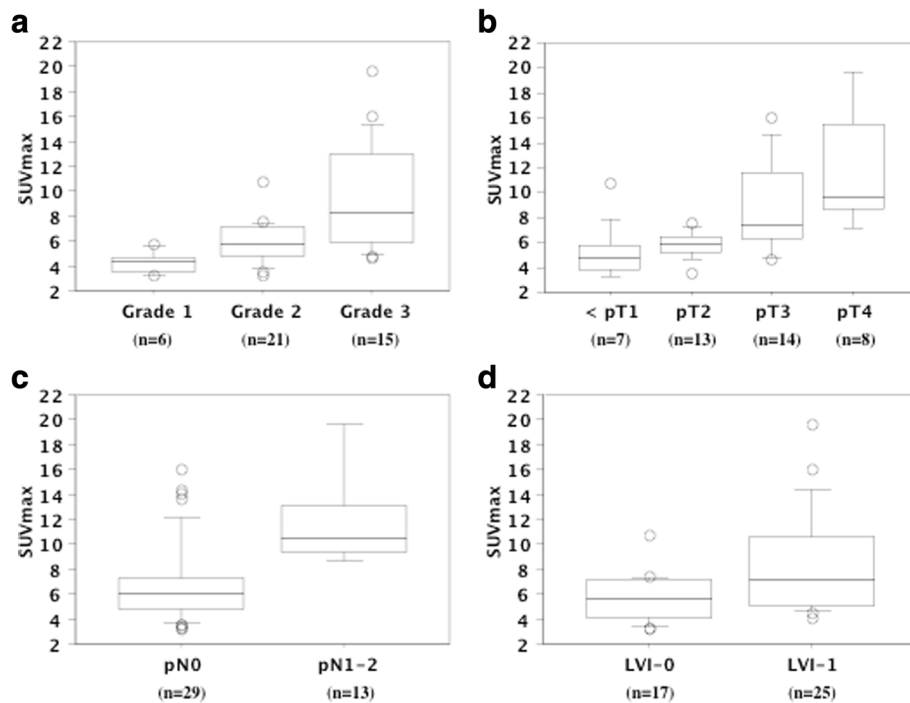 a
22
20
18
16
14
12
10
8
6
4
2
SUVmax
Grade 1 Grade 2 Grade 3
(n=6) (n=21) (n=15)
b
22
20
18
16
14
12
10
8
6
4
2
SUVmax
< pT1 pT2 pT3 pT4
(n=7) (n=13) (n=14) (n=8)
c
22
20
18
16
14
12
10
8
6
4
2
SUVmax
pN0 pN1-2
(n=29) (n=13)
d
22
20
18
16
14
12
10
8
6
4
2
SUVmax
LVI-0 LVI-1
(n=17) (n=25)